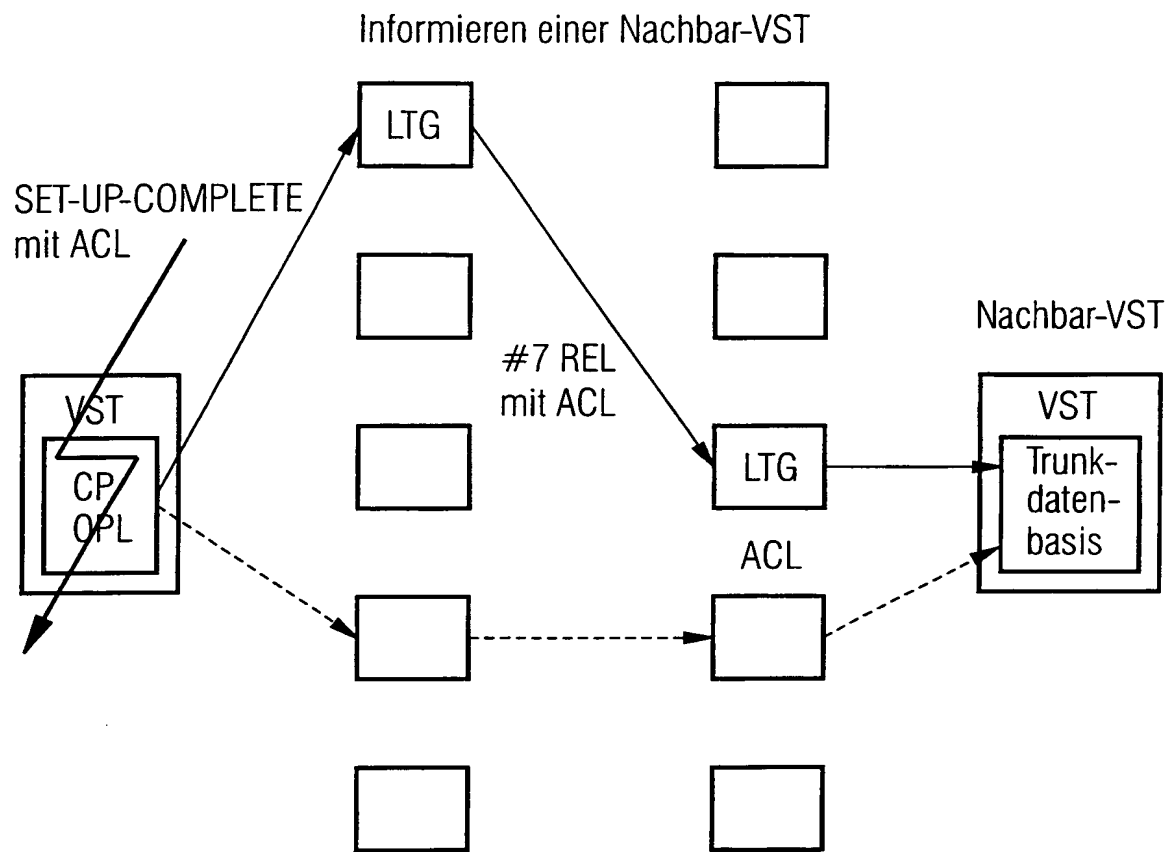 Informieren einer Nachbar-VST
LTG
SET-UP-COMPLETE
mit ACL
Nachbar-VST
#7 REL
mit ACL
VST
CP
OPL
LTG
ACL
VST
Trunk-
daten-
basis